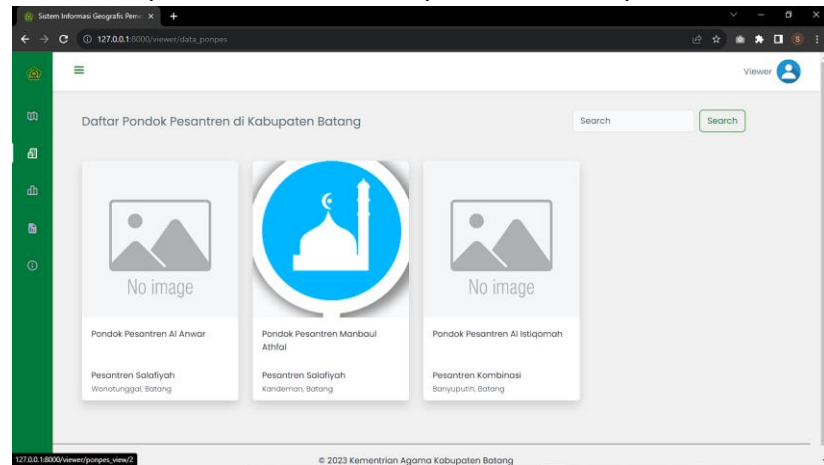 Sistem Informasi Geografis Peme
127.0.0.1:8000/viewer/data_ponpes
S
Viewer
Daftar Pondok Pesantren di Kabupaten Batang
Search
Search
No image
No image
Pondok Pesantren Al Anwar
Pesantren Salafiyah
Wonotunggal, Batang
Pondok Pesantren Manbaul
Athfal
Pesantren Salafiyah
Kandeman, Batang
Pondok Pesantren Al Istiqomah
Pesantren Kombinasi
Banyuputih, Batang
127.0.0.1:8000/viewer/ponpes_view/2
© 2023 Kementrian Agama Kabupaten Batang